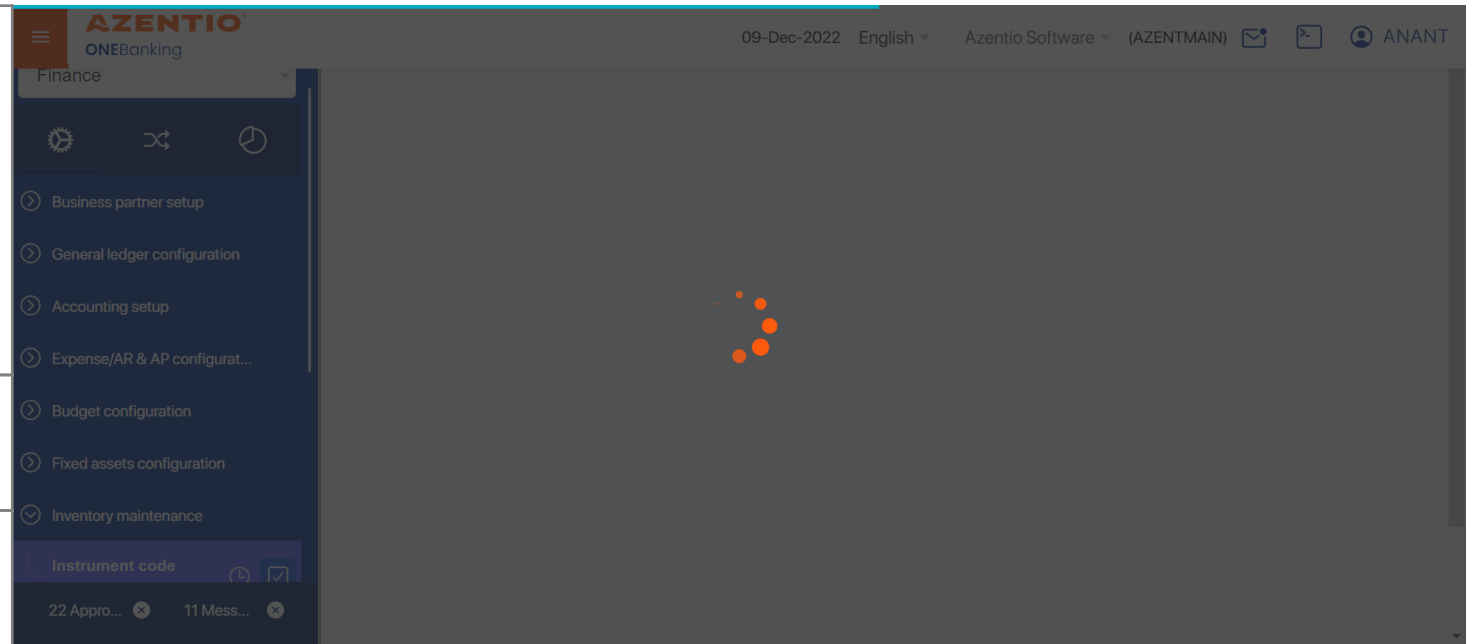 AZENTIO
ONEBanking
09-Dec-2022 English Azentio Software (AZENTMAIN) ANANT
Finance
Business partner setup
General ledger configuration
Accounting setup
Expense/AR & AP configurat...
Budget configuration
Fixed assets configuration
Inventory maintenance
Instrument code
22 Appro... 11 Mess...